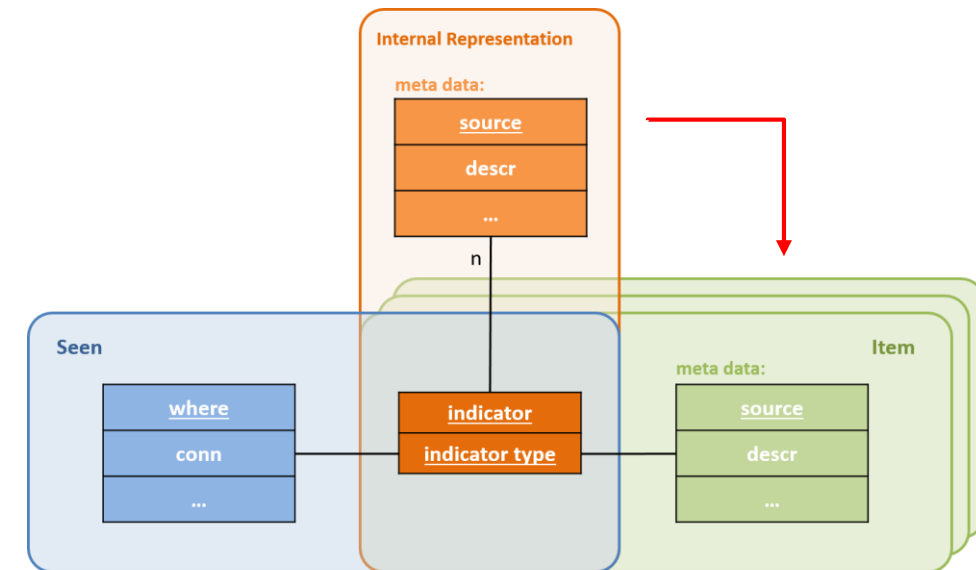 Internal Representation
meta data:
source
descr
...
n
Seen
Item
meta data:
where
conn
...
indicator
indicator type
source
descr
...